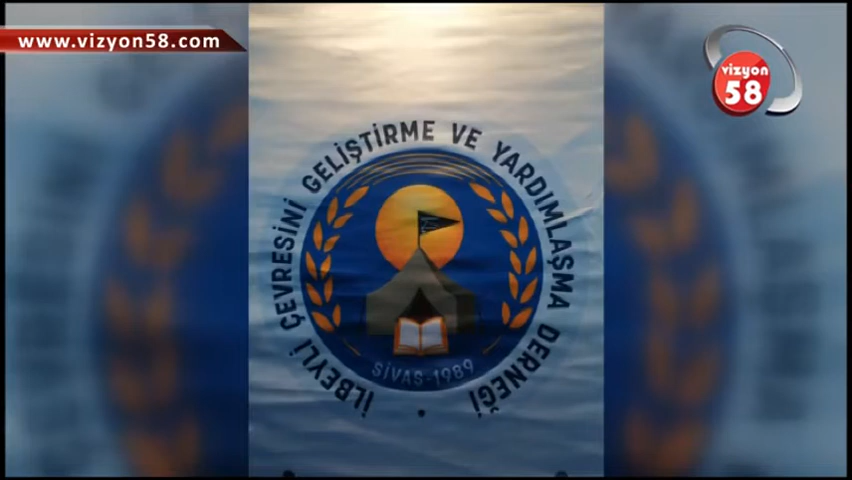 www.vizyon58.com
vizyon
58
İLBEYLİ ÇEVRESİNİ GELİŞTİRME VE YARDIMLAŞMA DERNEĞİ
SİVAS-1989